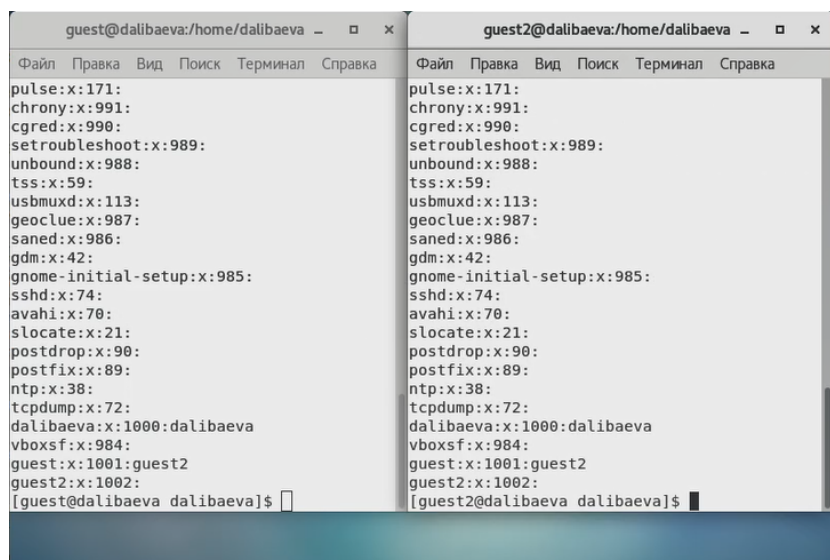 guest@dalibaeva:/home/dalibaeva
Файл Правка Вид Поиск Терминал Справка
pulse:x:171:
chrony:x:991:
cgred:x:990:
setroubleshoot:x:989:
unbound:x:988:
tss:x:59:
usbmuxd:x:113:
geoclue:x:987:
saned:x:986:
gdm:x:42:
gnome-initial-setup:x:985:
sshd:x:74:
avahi:x:70:
slocate:x:21:
postdrop:x:90:
postfix:x:89:
ntp:x:38:
tcpdump:x:72:
dalibaeva:x:1000:dalibaeva
vboxsf:x:984:
guest:x:1001:guest2
guest2:x:1002:
[guest@dalibaeva dalibaeva]$
guest2@dalibaeva:/home/dalibaeva
Файл Правка Вид Поиск Терминал Справка
pulse:x:171:
chrony:x:991:
cgred:x:990:
setroubleshoot:x:989:
unbound:x:988:
tss:x:59:
usbmuxd:x:113:
geoclue:x:987:
saned:x:986:
gdm:x:42:
gnome-initial-setup:x:985:
sshd:x:74:
avahi:x:70:
slocate:x:21:
postdrop:x:90:
postfix:x:89:
ntp:x:38:
tcpdump:x:72:
dalibaeva:x:1000:dalibaeva
vboxsf:x:984:
guest:x:1001:guest2
guest2:x:1002:
[guest2@dalibaeva dalibaeva]$